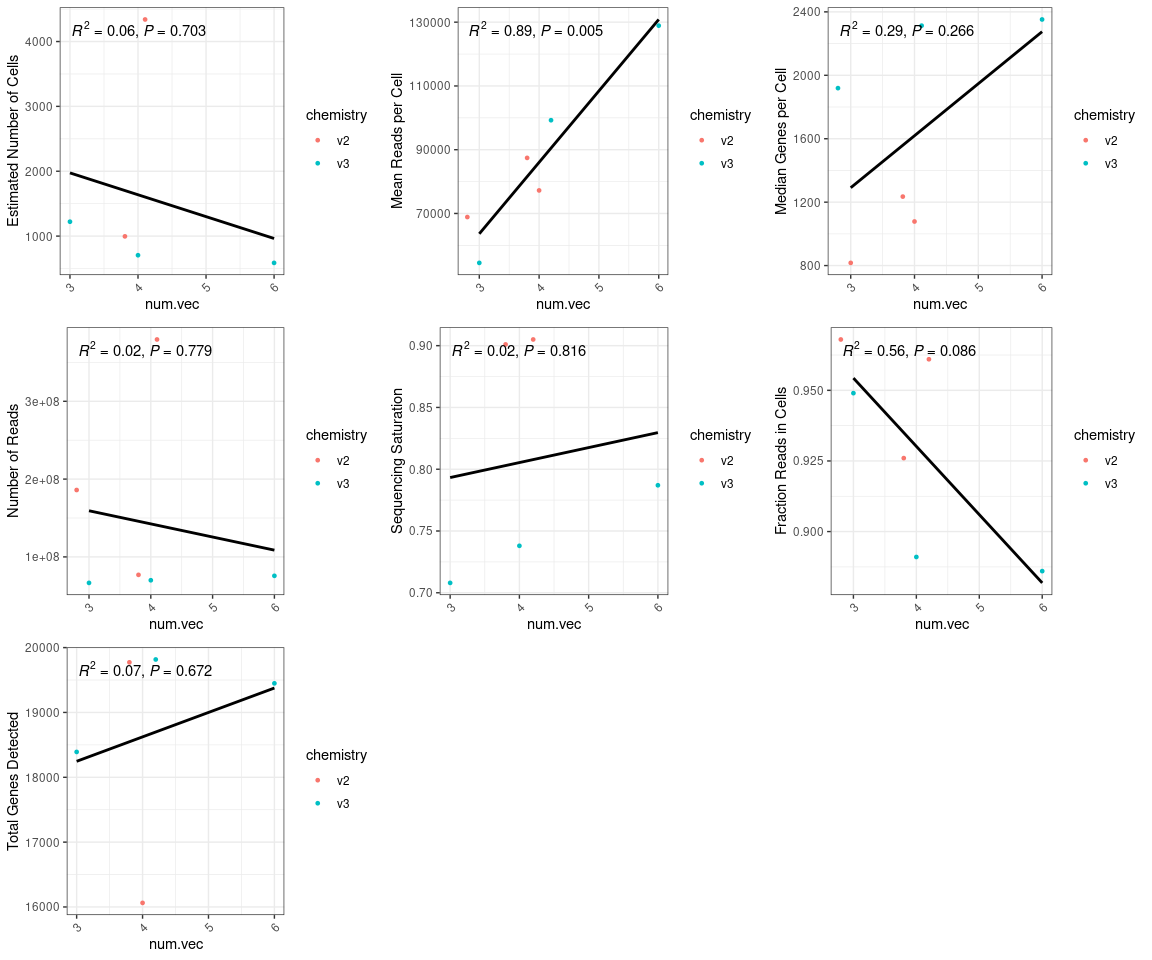 R2 = 0.06, P = 0.703
Estimated Number of Cells
4000
3000
2000
1000
3
4
5
6
num.vec
chemistry
v2
v3
R2 = 0.89, P = 0.005
Mean Reads per Cell
130000
110000
90000
70000
3
4
5
6
num.vec
chemistry
v2
v3
R2 = 0.29, P = 0.266
Median Genes per Cell
2400
2000
1600
1200
800
3
4
5
6
num.vec
chemistry
v2
v3
R2 = 0.02, P = 0.779
Number of Reads
3e+08
2e+08
1e+08
3
4
5
6
num.vec
chemistry
v2
v3
R2 = 0.02, P = 0.816
Sequencing Saturation
0.90
0.85
0.80
0.75
0.70
3
4
5
6
num.vec
chemistry
v2
v3
R2 = 0.56, P = 0.086
Fraction Reads in Cells
0.950
0.925
0.900
3
4
5
6
num.vec
chemistry
v2
v3
R2 = 0.07, P = 0.672
Total Genes Detected
20000
19000
18000
17000
16000
3
4
5
6
num.vec
chemistry
v2
v3